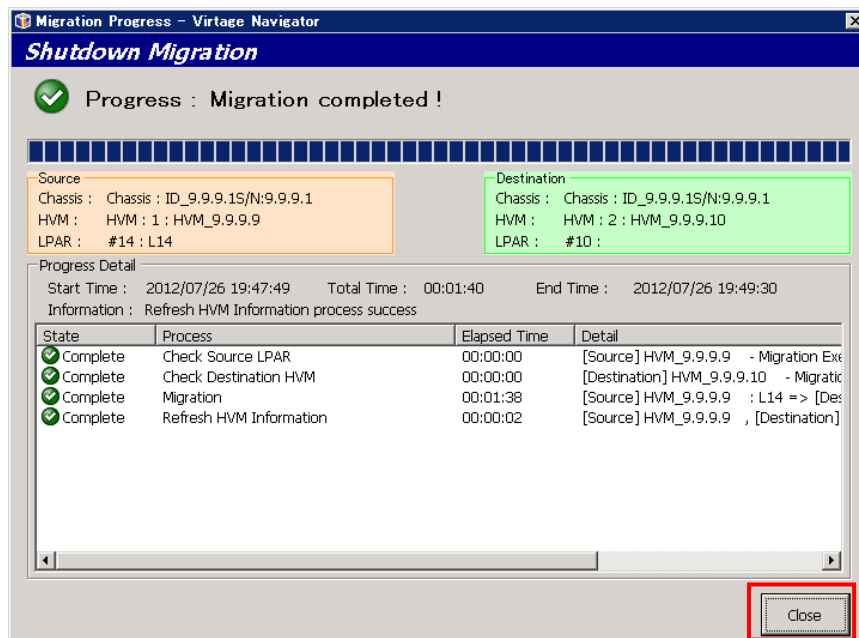 Migration Progress - Virtage Navigator
Shutdown Migration
Progress : Migration completed !
Source
Chassis : Chassis : ID_9.9.9.1S/N:9.9.9.1
HVM : HVM : 1 : HVM_9.9.9.9
LPAR : #14 : L14
Destination
Chassis : Chassis : ID_9.9.9.1S/N:9.9.9.1
HVM : HVM : 2 : HVM_9.9.9.10
LPAR : #10 :
Progress Detail
Start Time : 2012/07/26 19:47:49 Total Time : 00:01:40 End Time : 2012/07/26 19:49:30
Information : Refresh HVM Information process success
State Process Elapsed Time Detail
Complete Check Source LPAR 00:00:00 [Source] HVM_9.9.9.9 - Migration Exe
Complete Check Destination HVM 00:00:00 [Destination] HVM_9.9.9.10 - Migratio
Complete Migration 00:01:38 [Source] HVM_9.9.9.9 : L14 => [Des
Complete Refresh HVM Information 00:00:02 [Source] HVM_9.9.9.9 , [Destination]
Close